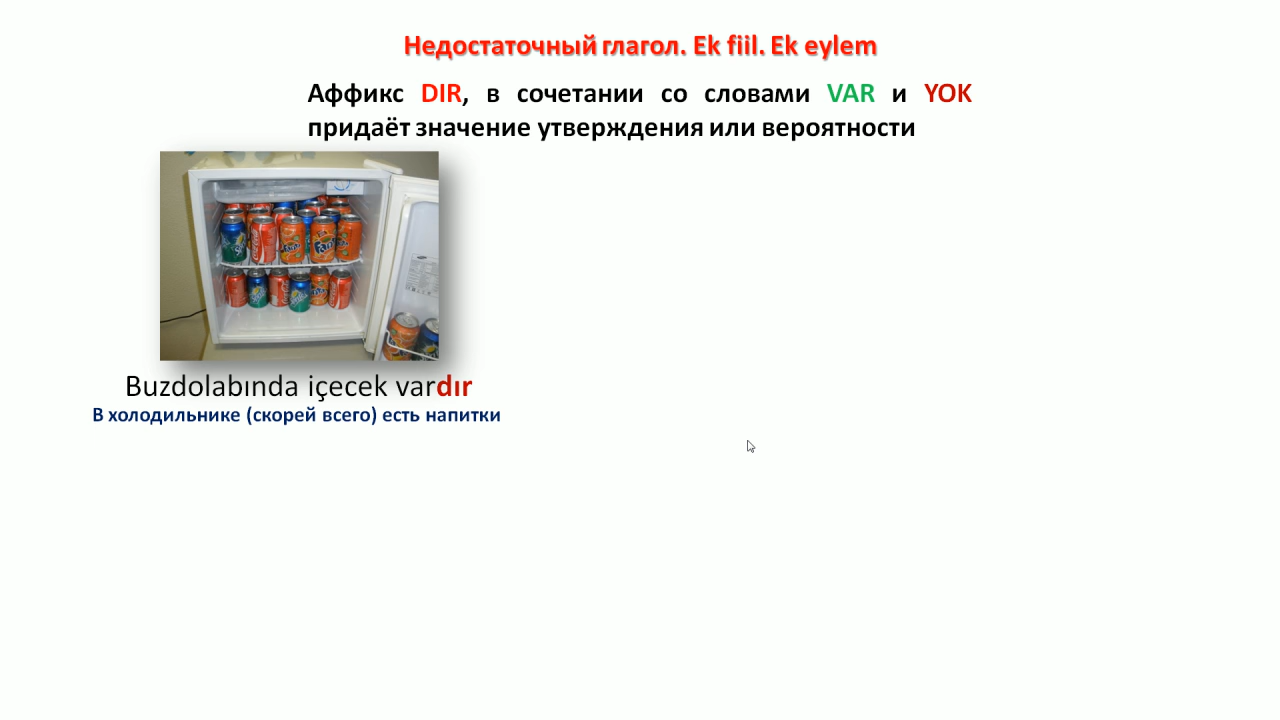 Недостаточный глагол. Ek fiil. Ek eylem
Аффикс DIR, в сочетании со словами VAR и YOK
придаёт значение утверждения или вероятности
Buzdolabında içecek vardır
В холодильнике (скорей всего) есть напитки